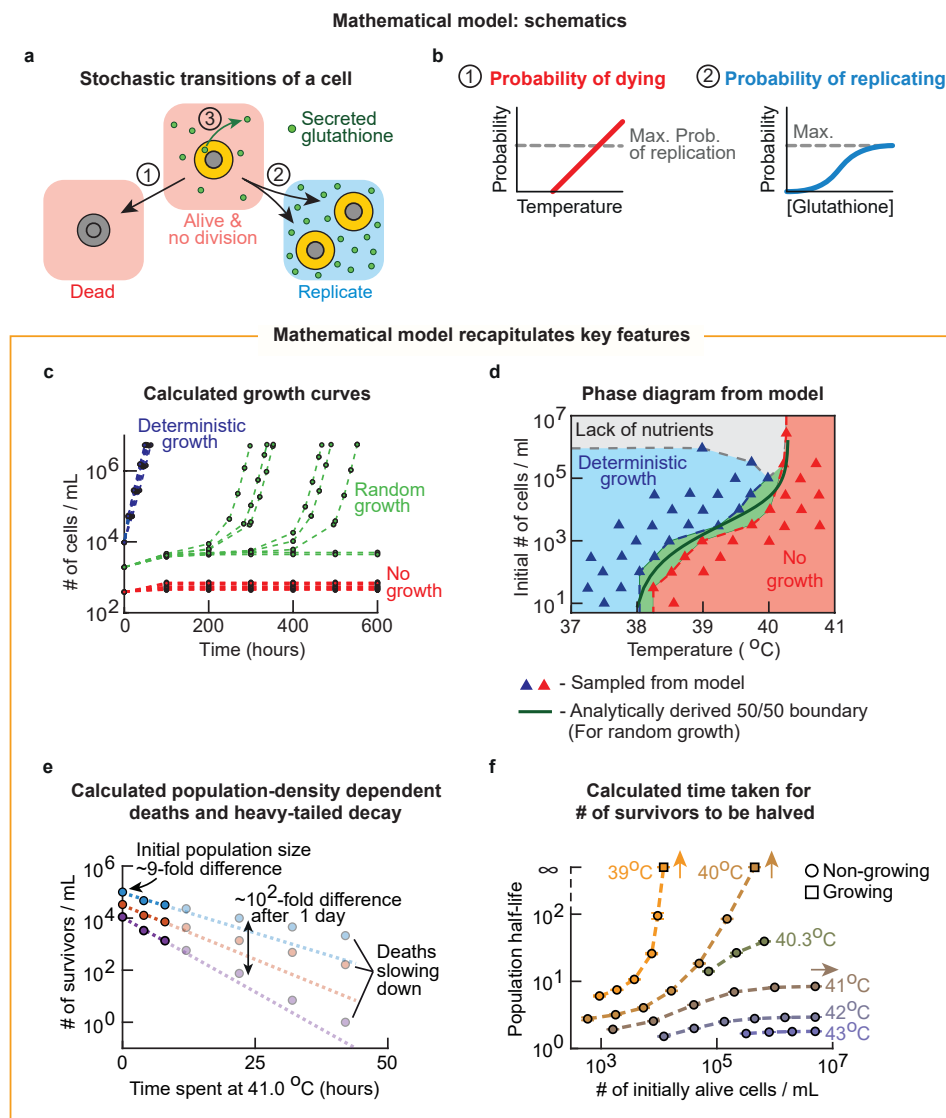 Mathematical model: schematics
a
Stochastic transitions of a cell
3
Secreted
glutathione
1
2
Alive &
no division
Dead
Replicate
b
1 Probability of dying
Probability
Max. Prob.
of replication
Temperature
2 Probability of replicating
Probability
Max.
[Glutathione]
Mathematical model recapitulates key features
c
Calculated growth curves
Deterministic
growth
Random
growth
No
growth
# of cells / mL
10^6
10^4
10^2
0 200 400 600
Time (hours)
d
Phase diagram from model
Lack of nutrients
Deterministic
growth
No
growth
Initial # of cells / ml
10^7
10^5
10^3
10^1
37 38 39 40 41
Temperature ( °C)
- Sampled from model
- Analytically derived 50/50 boundary
(For random growth)
e
Calculated population-density dependent
deaths and heavy-tailed decay
Initial population size
~9-fold difference
~10^2-fold difference
after 1 day
Deaths
slowing
down
# of survivors / mL
10^6
10^4
10^2
10^0
0 25 50
Time spent at 41.0 °C (hours)
f
Calculated time taken for
# of survivors to be halved
39°C
40°C
Non-growing
Growing
40.3°C
41°C
42°C
43°C
Population half-life
∞
10^2
10^1
10^0
10^3 10^5 10^7
# of initially alive cells / mL